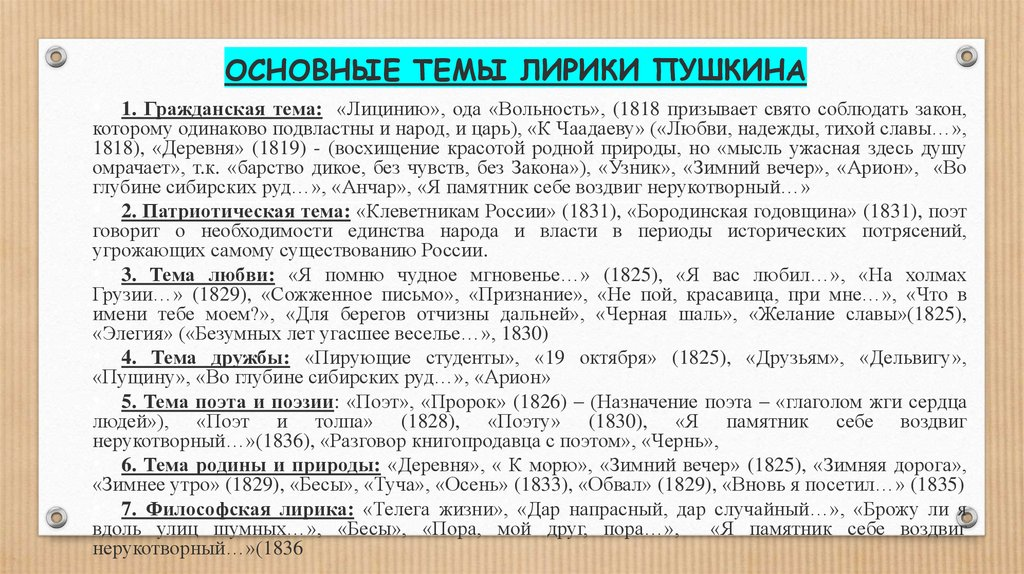 ОСНОВНЫЕ ТЕМЫ ЛИРИКИ ПУШКИНА
1. Гражданская тема: «Лицинию», ода «Вольность», (1818 призывает свято соблюдать закон,
которому одинаково подвластны и народ, и царь), «К Чаадаеву» («Любви, надежды, тихой славы…»,
1818), «Деревня» (1819) - (восхищение красотой родной природы, но «мысль ужасная здесь душу
омрачает», т.к. «барство дикое, без чувств, без Закона»), «Узник», «Зимний вечер», «Арион», «Во
глубине сибирских руд…», «Анчар», «Я памятник себе воздвиг нерукотворный…»
2. Патриотическая тема: «Клеветникам России» (1831), «Бородинская годовщина» (1831), поэт
говорит о необходимости единства народа и власти в периоды исторических потрясений,
угрожающих самому существованию России.
3. Тема любви: «Я помню чудное мгновенье…» (1825), «Я вас любил…», «На холмах
Грузии…» (1829), «Сожженное письмо», «Признание», «Не пой, красавица, при мне…», «Что в
имени тебе моем?», «Для берегов отчизны дальней», «Черная шаль», «Желание славы»(1825),
«Элегия» («Безумных лет угасшее веселье…», 1830)
4. Тема дружбы: «Пирующие студенты», «19 октября» (1825), «Друзьям», «Дельвигу»,
«Пущину», «Во глубине сибирских руд…», «Арион»
5. Тема поэта и поэзии: «Поэт», «Пророк» (1826) – (Назначение поэта – «глаголом жги сердца
людей»), «Поэт и толпа» (1828), «Поэту» (1830), «Я памятник себе воздвиг
нерукотворный…»(1836), «Разговор книгопродавца с поэтом», «Чернь»,
6. Тема родины и природы: «Деревня», « К морю», «Зимний вечер» (1825), «Зимняя дорога»,
«Зимнее утро» (1829), «Бесы», «Туча», «Осень» (1833), «Обвал» (1829), «Вновь я посетил…» (1835)
7. Философская лирика: «Телега жизни», «Дар напрасный, дар случайный…», «Брожу ли я
вдоль улиц шумных…», «Бесы», «Пора, мой друг, пора…», «Я памятник себе воздвиг
нерукотворный…»(1836